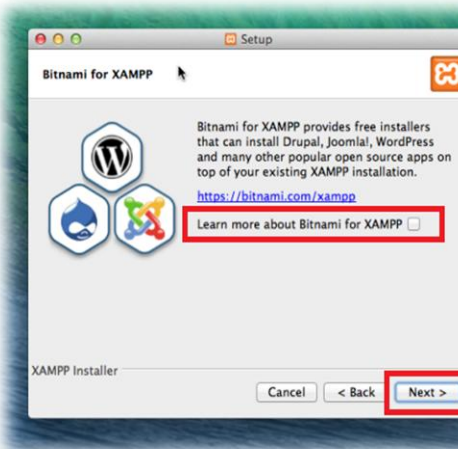 Setup
Bitnami for XAMPP
Bitnami for XAMPP provides free installers
that can install Drupal, Joomla!, WordPress
and many other popular open source apps on
top of your existing XAMPP installation.
https://bitnami.com/xampp
Learn more about Bitnami for XAMPP
XAMPP Installer
Cancel
< Back
Next >